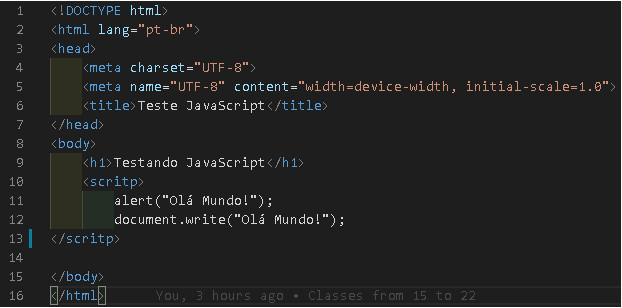 1 <!DOCTYPE html>
2 <html lang="pt-br">
3 <head>
4 <meta charset="UTF-8">
5 <meta name="UTF-8" content="width=device-width, initial-scale=1.0">
6 <title>Teste JavaScript</title>
7 </head>
8 <body>
9 <h1>Testando JavaScript</h1>
10 <scritp>
11 alert("Olá Mundo!");
12 document.write("Olá Mundo!");
13 </scritp>
14
15 </body>
16 </html> You, 3 hours ago • Classes from 15 to 22